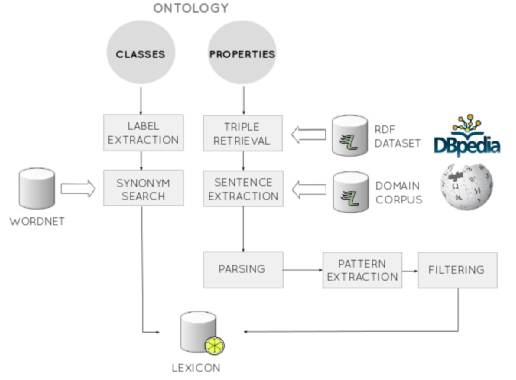 ONTOLOGY
CLASSES
PROPERTIES
LABEL
EXTRACTION
TRIPLE
RETRIEVAL
RDF
DATASET
DBpedia
WORDNET
SYNONYM
SEARCH
SENTENCE
EXTRACTION
DOMAIN
CORPUS
PARSING
PATTERN
EXTRACTION
FILTERING
LEXICON